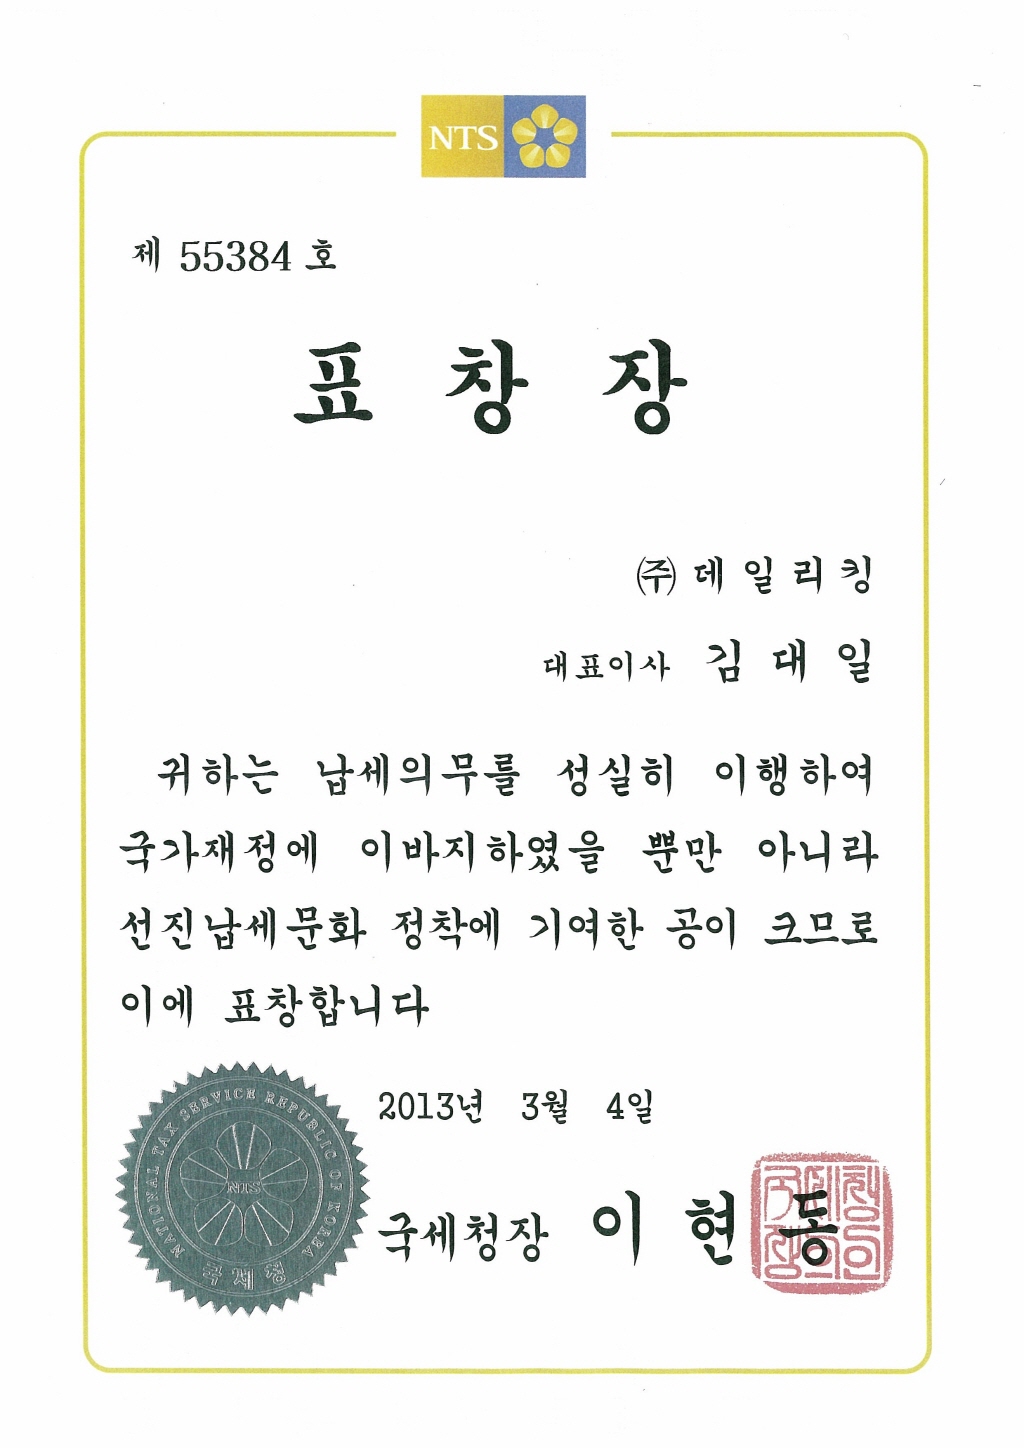 NTS
제 55384 호
표 창 장
㈜ 데 일 리 킹
대표이사 김 대 일
귀하는 납세의무를 성실히 이행하여
국가재정에 이바지하였을 뿐만 아니라
선진납세문화 정착에 기여한 공이 크므로
이에 표창합니다
2013년 3월 4일
국세청장 이 현 동
NATIONAL TAX SERVICE REPUBLIC OF KOREA
NTS
국세청
국세청장의인